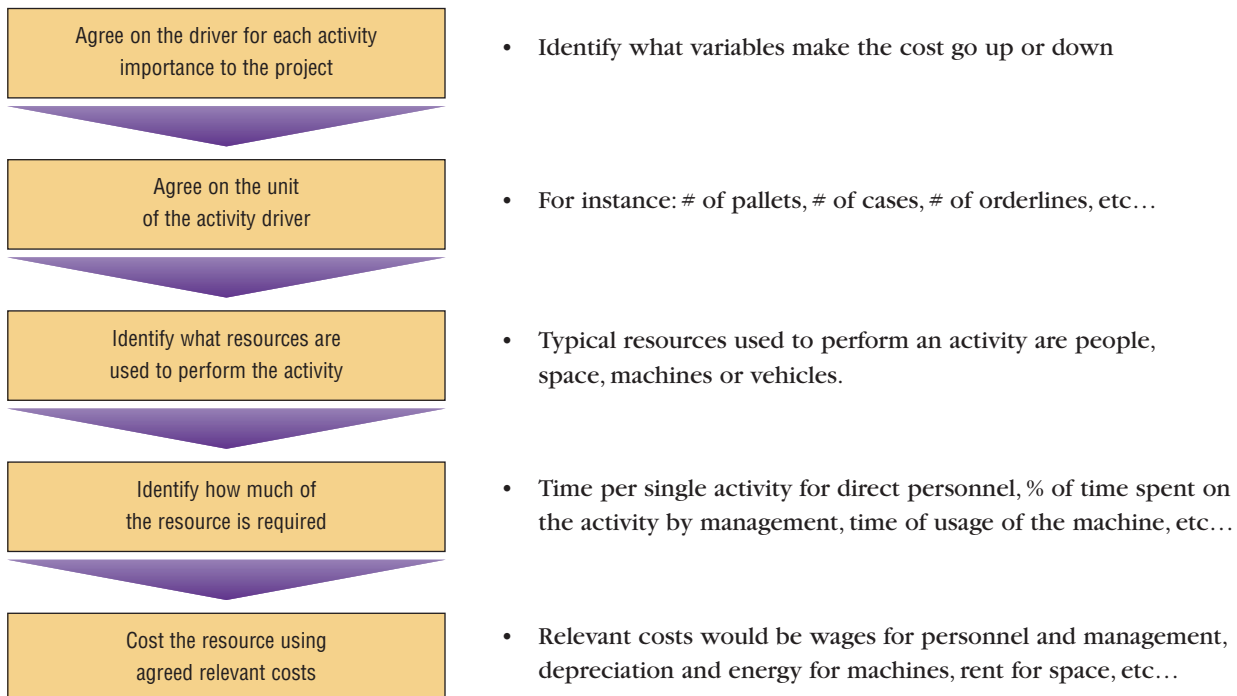 Agree on the driver for each activity
importance to the project
• Identify what variables make the cost go up or down
Agree on the unit
of the activity driver
• For instance: # of pallets, # of cases, # of orderlines, etc…
Identify what resources are
used to perform the activity
• Typical resources used to perform an activity are people,
space, machines or vehicles.
Identify how much of
the resource is required
• Time per single activity for direct personnel, % of time spent on
the activity by management, time of usage of the machine, etc…
Cost the resource using
agreed relevant costs
• Relevant costs would be wages for personnel and management,
depreciation and energy for machines, rent for space, etc…